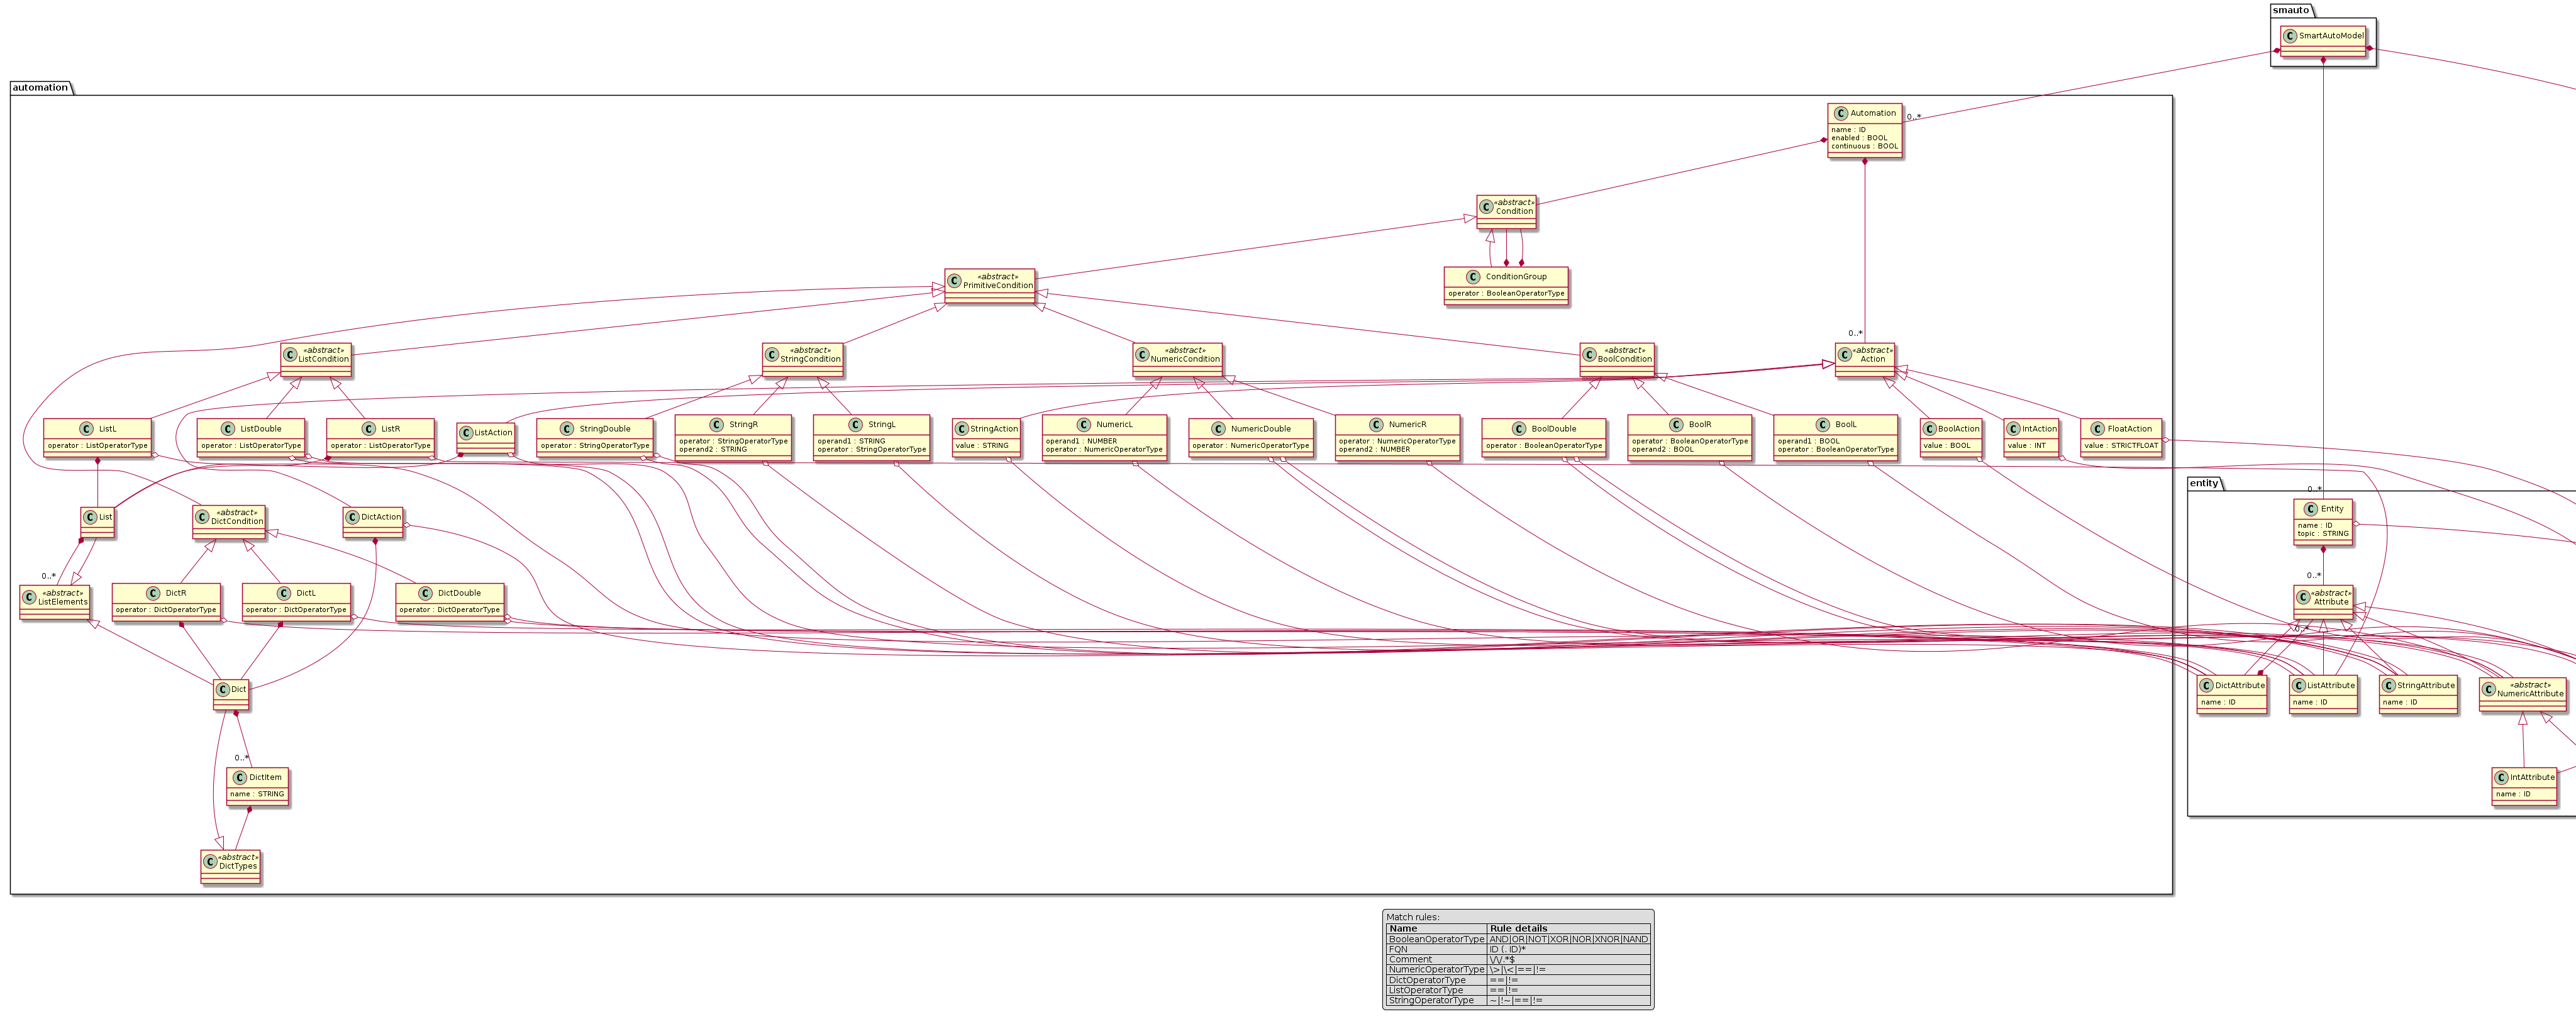 smauto
C SmartAutoModel
automation
C Automation
name : ID
enabled : BOOL
continuous : BOOL
0..*
C «abstract»
Condition
C «abstract»
PrimitiveCondition
C ConditionGroup
operator : BooleanOperatorType
0..*
C «abstract»
ListCondition
C «abstract»
StringCondition
C «abstract»
NumericCondition
C «abstract»
BoolCondition
C «abstract»
Action
C ListL
operator : ListOperatorType
C ListDouble
operator : ListOperatorType
C ListR
operator : ListOperatorType
C ListAction
C StringDouble
operator : StringOperatorType
C StringR
operator : StringOperatorType
operand2 : STRING
C StringL
operand1 : STRING
operator : StringOperatorType
C StringAction
value : STRING
C NumericL
operand1 : NUMBER
operator : NumericOperatorType
C NumericDouble
operator : NumericOperatorType
C NumericR
operator : NumericOperatorType
operand2 : NUMBER
C BoolDouble
operator : BooleanOperatorType
C BoolR
operator : BooleanOperatorType
operand2 : BOOL
C BoolL
operand1 : BOOL
operator : BooleanOperatorType
C BoolAction
value : BOOL
C IntAction
value : INT
C FloatAction
value : STRICTFLOAT
entity
0..*
C Entity
name : ID
topic : STRING
C List
C «abstract»
DictCondition
C DictAction
0..*
C «abstract»
ListElements
C DictR
operator : DictOperatorType
C DictL
operator : DictOperatorType
C DictDouble
operator : DictOperatorType
0..*
C «abstract»
Attribute
0..*
C Dict
C DictAttribute
name : ID
C ListAttribute
name : ID
C StringAttribute
name : ID
C «abstract»
NumericAttribute
0..*
C DictItem
name : STRING
C IntAttribute
name : ID
C «abstract»
DictTypes
Match rules:
Name Rule details
BooleanOperatorType AND|OR|NOT|XOR|NOR|XNOR|NAND
FQN ID (. ID)*
Comment \/\/.*$
NumericOperatorType \>|\<|==|!=
DictOperatorType ==|!=
ListOperatorType ==|!=
StringOperatorType ~|!~|==|!=